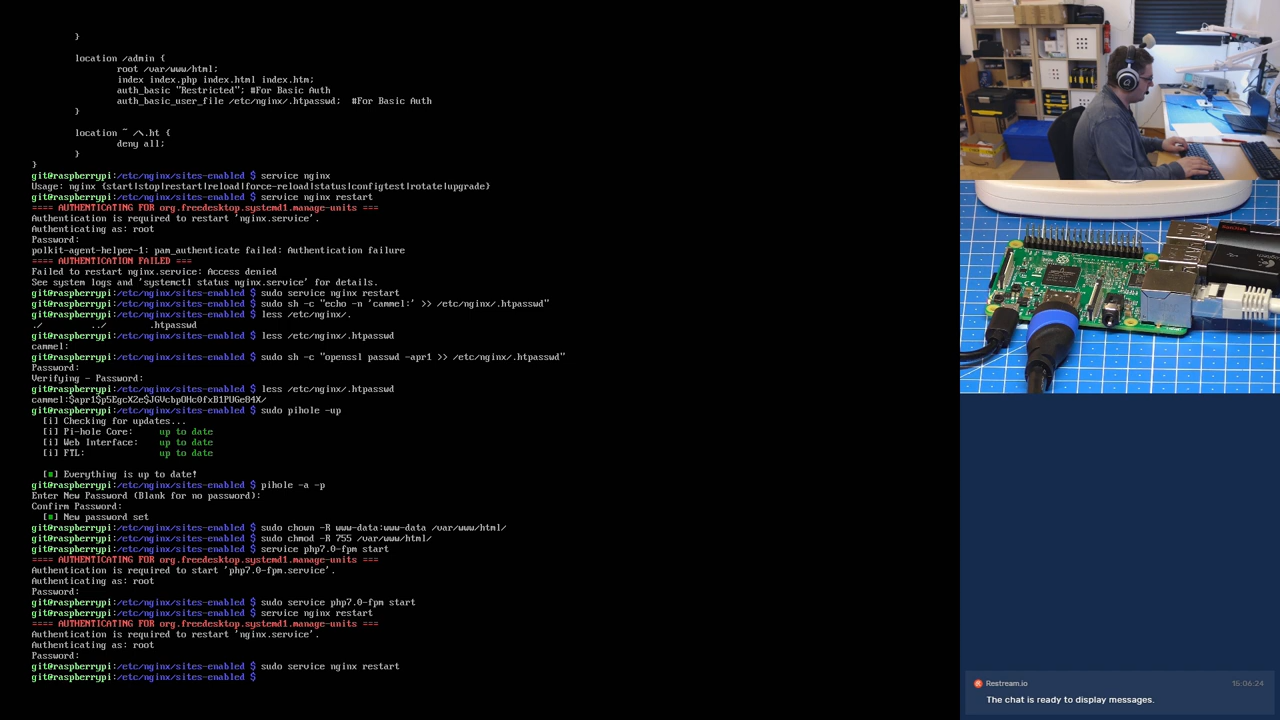 }
location /admin {
root /var/www/html;
index index.php index.html index.htm;
auth_basic "Restricted"; #For Basic Auth
auth_basic_user_file /etc/nginx/.htpasswd;  #For Basic Auth
}
location ~ /\.ht {
deny all;
}
}
git@raspberrypi:/etc/nginx/sites-enabled $ service nginx
Usage: nginx {start|stop|restart|reload|force-reload|status|configtest|rotate|upgrade}
git@raspberrypi:/etc/nginx/sites-enabled $ service nginx restart
==== AUTHENTICATING FOR org.freedesktop.systemd1.manage-units ===
Authentication is required to restart 'nginx.service'.
Authenticating as: root
Password:
polkit-agent-helper-1: pam_authenticate failed: Authentication failure
==== AUTHENTICATION FAILED ===
Failed to restart nginx.service: Access denied
See system logs and 'systemctl status nginx.service' for details.
git@raspberrypi:/etc/nginx/sites-enabled $ sudo service nginx restart
git@raspberrypi:/etc/nginx/sites-enabled $ sudo sh -c "echo -n 'cammel:' >> /etc/nginx/.htpasswd"
git@raspberrypi:/etc/nginx/sites-enabled $ less /etc/nginx/.
./ ../ .htpasswd
git@raspberrypi:/etc/nginx/sites-enabled $ less /etc/nginx/.htpasswd
cammel:
git@raspberrypi:/etc/nginx/sites-enabled $ sudo sh -c "openssl passwd -apr1 >> /etc/nginx/.htpasswd"
Password:
Verifying - Password:
git@raspberrypi:/etc/nginx/sites-enabled $ less /etc/nginx/.htpasswd
git@raspberrypi:/etc/nginx/sites-enabled $ sudo pihole -up
[i] Checking for updates...
[i] Pi-hole Core: up to date
[i] Web Interface: up to date
[i] FTL: up to date
[■] Everything is up to date!
git@raspberrypi:/etc/nginx/sites-enabled $ pihole -a -p
Enter New Password (Blank for no password):
Confirm Password:
[■] New password set
git@raspberrypi:/etc/nginx/sites-enabled $ sudo chown -R www-data:www-data /var/www/html/
git@raspberrypi:/etc/nginx/sites-enabled $ sudo chmod -R 755 /var/www/html/
git@raspberrypi:/etc/nginx/sites-enabled $ service php7.0-fpm start
==== AUTHENTICATING FOR org.freedesktop.systemd1.manage-units ===
Authentication is required to start 'php7.0-fpm.service'.
Authenticating as: root
Password:
git@raspberrypi:/etc/nginx/sites-enabled $ sudo service php7.0-fpm start
git@raspberrypi:/etc/nginx/sites-enabled $ service nginx restart
==== AUTHENTICATING FOR org.freedesktop.systemd1.manage-units ===
Authentication is required to restart 'nginx.service'.
Authenticating as: root
Password:
git@raspberrypi:/etc/nginx/sites-enabled $ sudo service nginx restart
git@raspberrypi:/etc/nginx/sites-enabled $
SanDisk
Restream.io 15:06:24
The chat is ready to display messages.